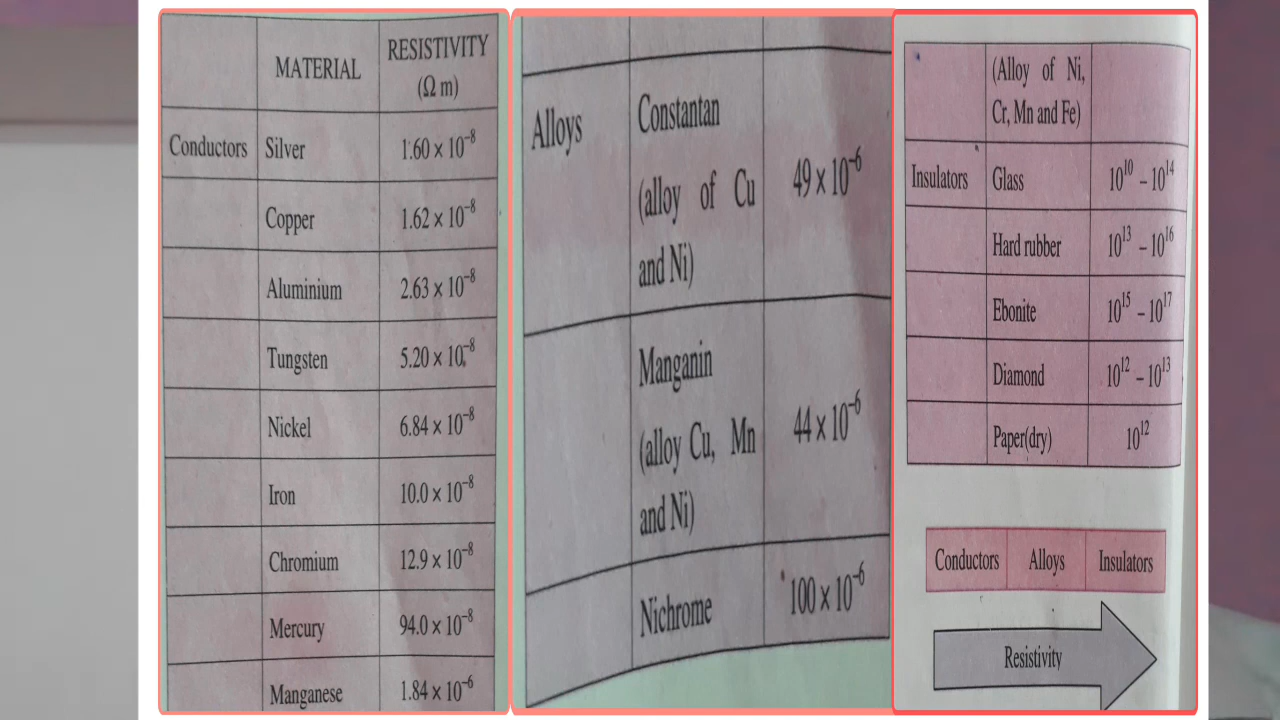 MATERIAL RESISTIVITY (Ω m)
Conductors Silver 1.60 × 10⁻⁸
Copper 1.62 × 10⁻⁸
Aluminium 2.63 × 10⁻⁸
Tungsten 5.20 × 10⁻⁸
Nickel 6.84 × 10⁻⁸
Iron 10.0 × 10⁻⁸
Chromium 12.9 × 10⁻⁸
Mercury 94.0 × 10⁻⁸
Manganese 1.84 × 10⁻⁶
Alloys Constantan
(alloy of Cu 49 × 10⁻⁶
and Ni)
Manganin
(alloy Cu, Mn 44 × 10⁻⁶
and Ni)
Nichrome 100 × 10⁻⁶
(Alloy of Ni,
Cr, Mn and Fe)
Insulators Glass 10¹⁰ – 10¹⁴
Hard rubber 10¹³ – 10¹⁶
Ebonite 10¹⁵ – 10¹⁷
Diamond 10¹² – 10¹³
Paper(dry) 10¹²
Conductors Alloys Insulators
Resistivity